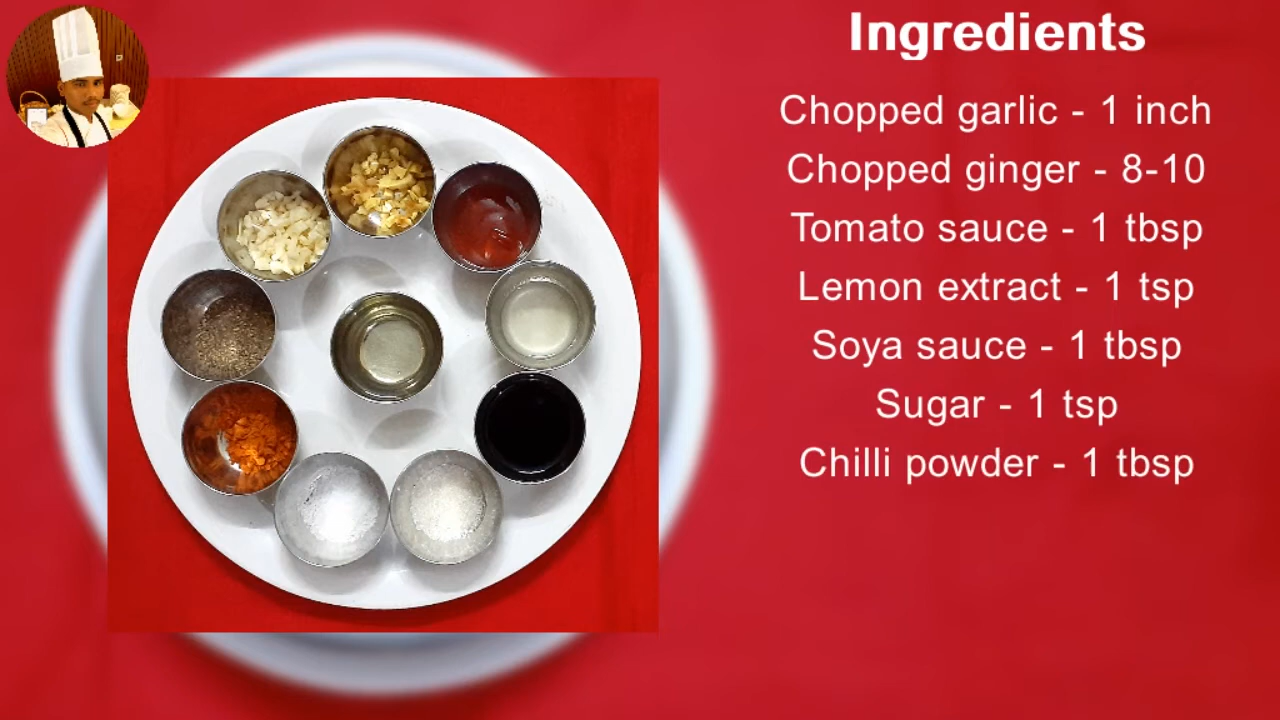 Ingredients
Chopped garlic - 1 inch
Chopped ginger - 8-10
Tomato sauce - 1 tbsp
Lemon extract - 1 tsp
Soya sauce - 1 tbsp
Sugar - 1 tsp
Chilli powder - 1 tbsp